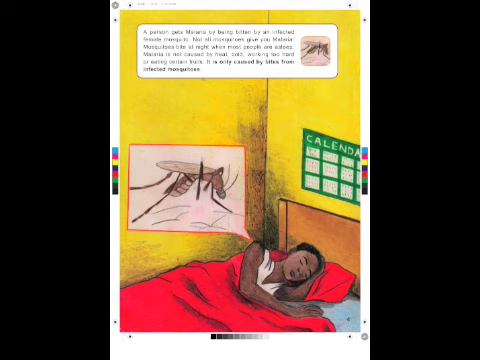 A person gets Malaria by being bitten by an infected
female mosquito. Not all mosquitoes give you Malaria.
Mosquitoes bite at night when most people are asleep.
Malaria is not caused by heat, cold, working too hard
or eating certain fruits. It is only caused by bites from
infected mosquitoes.
CALENDA